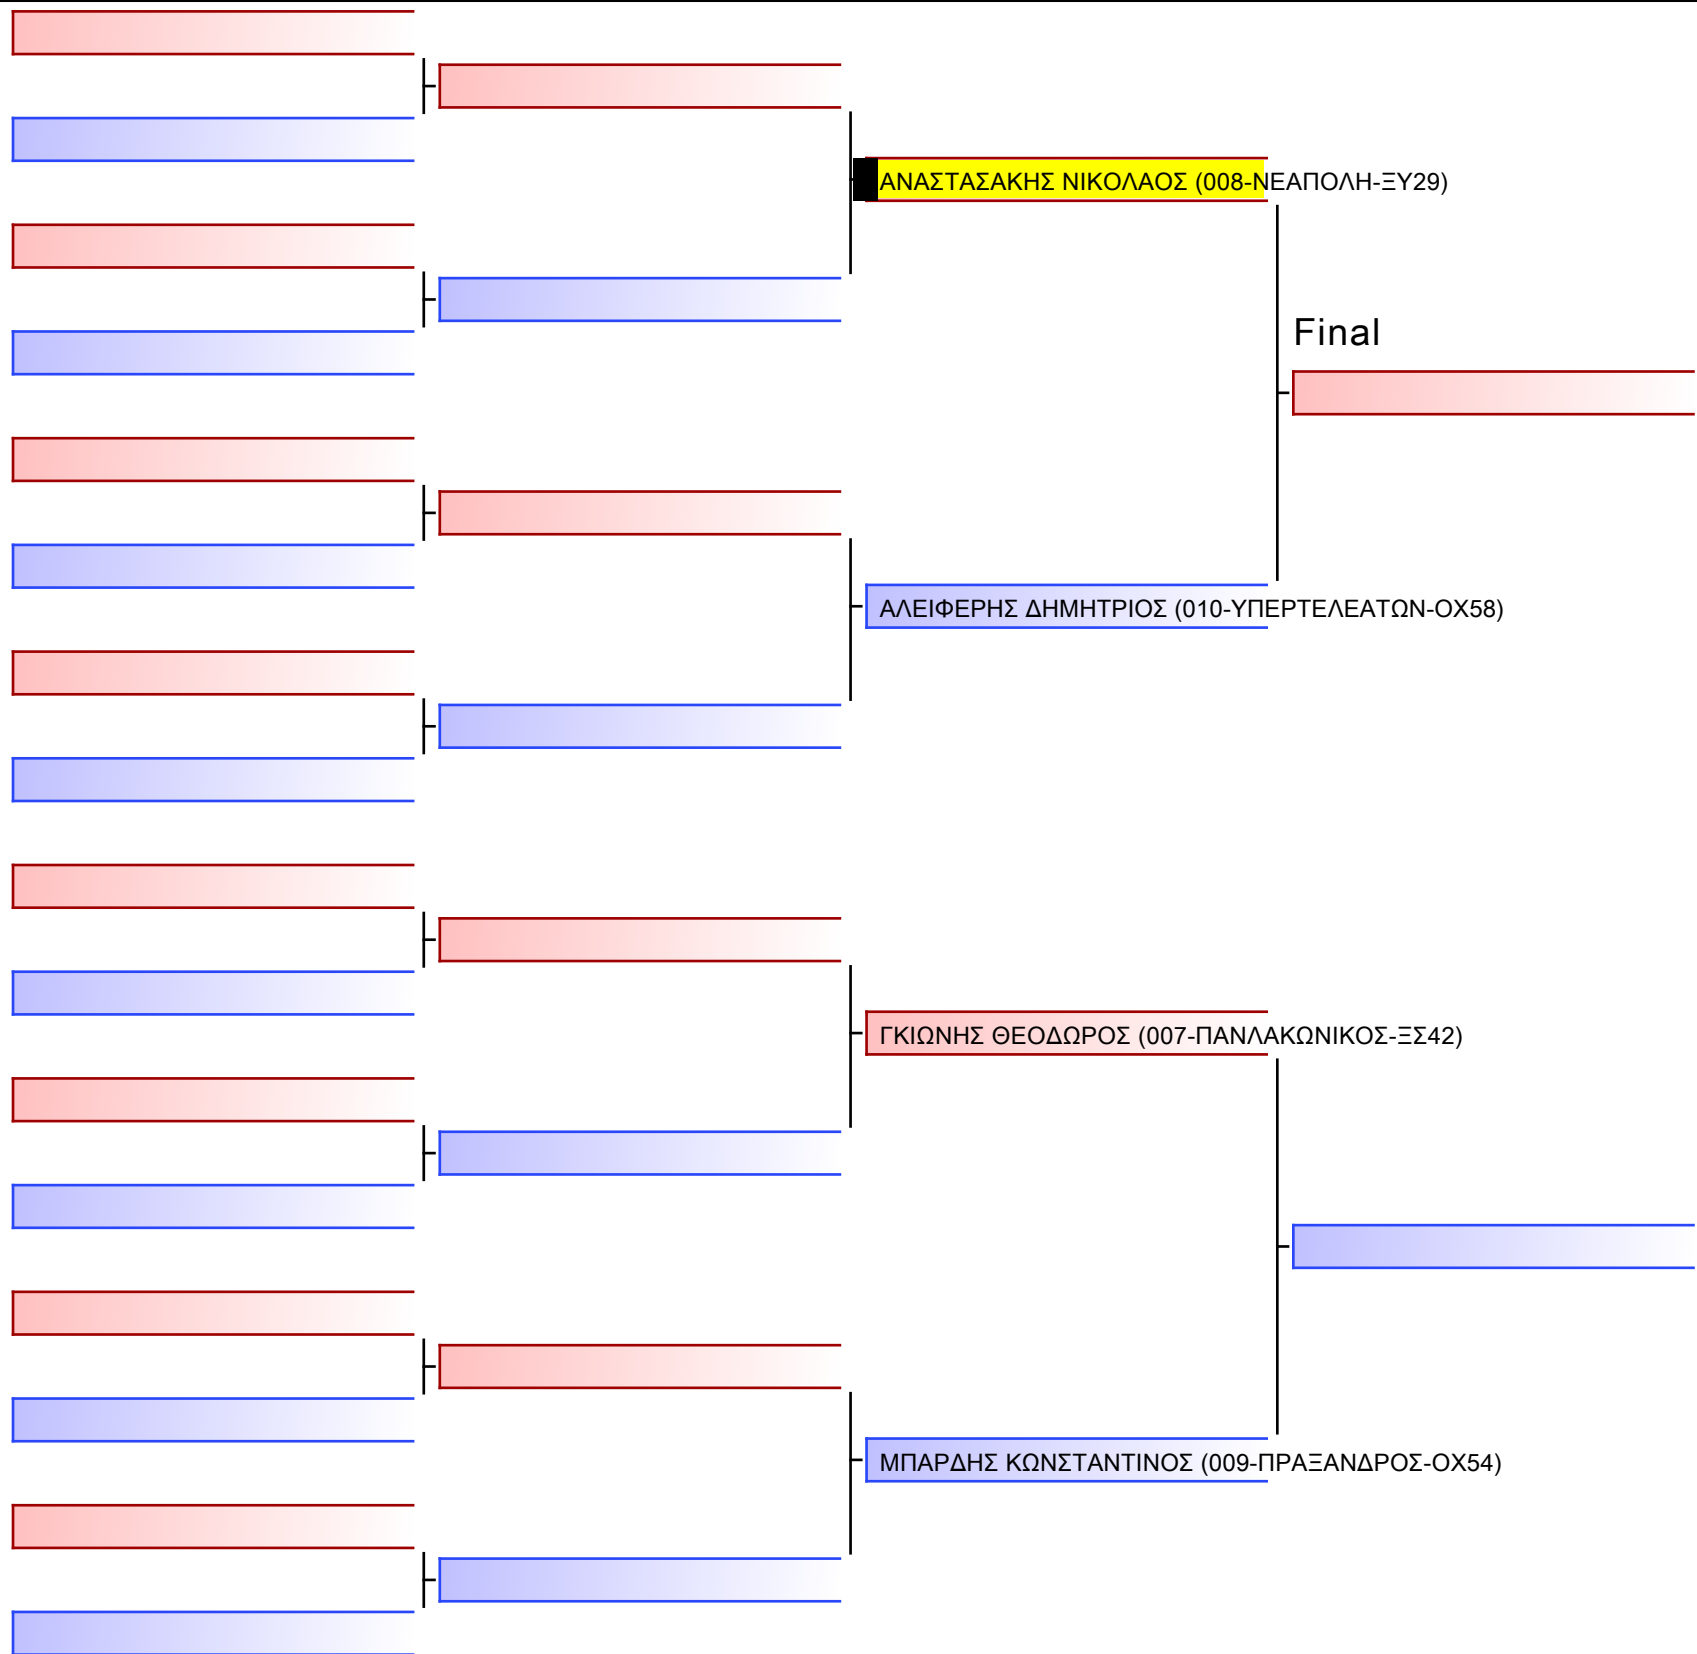 ΑΝΑΣΤΑΣΑΚΗΣ ΝΙΚΟΛΑΟΣ (008-ΝΕΑΠΟΛΗ-ΞΥ29)
Final
ΑΛΕΙΦΕΡΗΣ ΔΗΜΗΤΡΙΟΣ (010-ΥΠΕΡΤΕΛΕΑΤΩΝ-ΟΧ58)
ΓΚΙΩΝΗΣ ΘΕΟΔΩΡΟΣ (007-ΠΑΝΛΑΚΩΝΙΚΟΣ-ΞΣ42)
ΜΠΑΡΔΗΣ ΚΩΝΣΤΑΝΤΙΝΟΣ (009-ΠΡΑΞΑΝΔΡΟΣ-ΟΧ54)